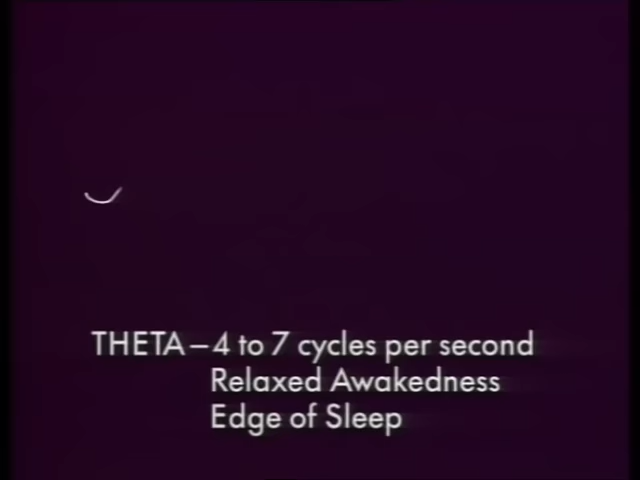 THETA – 4 to 7 cycles per second
Relaxed Awakedness
Edge of Sleep